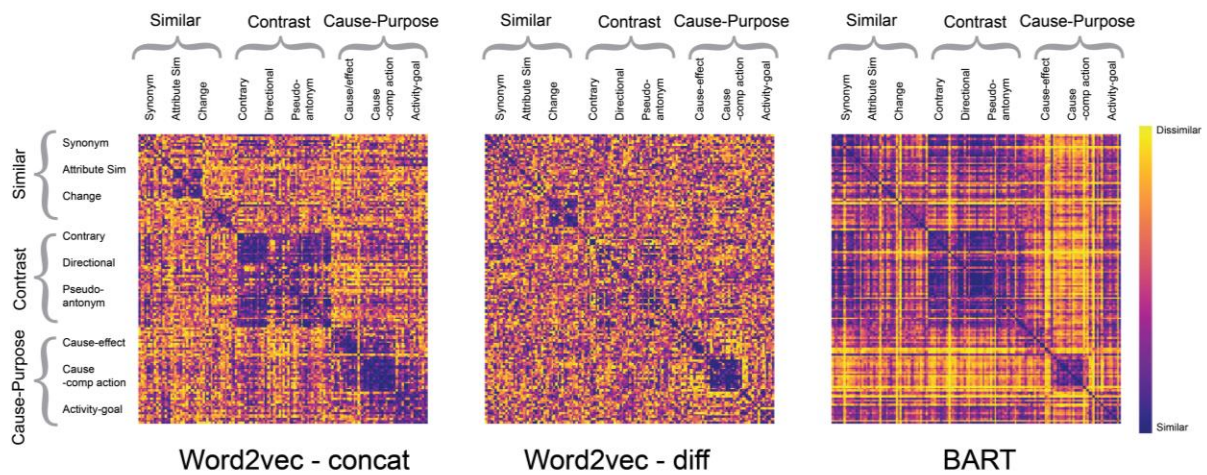 Similar
Contrast
Cause-Purpose
Similar
Contrast
Cause-Purpose
Similar
Contrast
Cause-Purpose
Synonym
Attribute Sim
Change
Contrary
Directional
Pseudo-
antonym
Cause/effect
Cause
-comp action
Activity-goal
Synonym
Attribute Sim
Change
Contrary
Directional
Pseudo-
antonym
Cause-effect
Cause
-comp action
Activity-goal
Synonym
Attribute Sim
Change
Contrary
Directional
Pseudo-
antonym
Cause-effect
Cause
-comp action
Activity-goal
Similar
Synonym
Attribute Sim
Change
Contrast
Contrary
Directional
Pseudo-
antonym
Cause-Purpose
Cause-effect
Cause
-comp action
Activity-goal
Dissimilar
Similar
Word2vec - concat
Word2vec - diff
BART